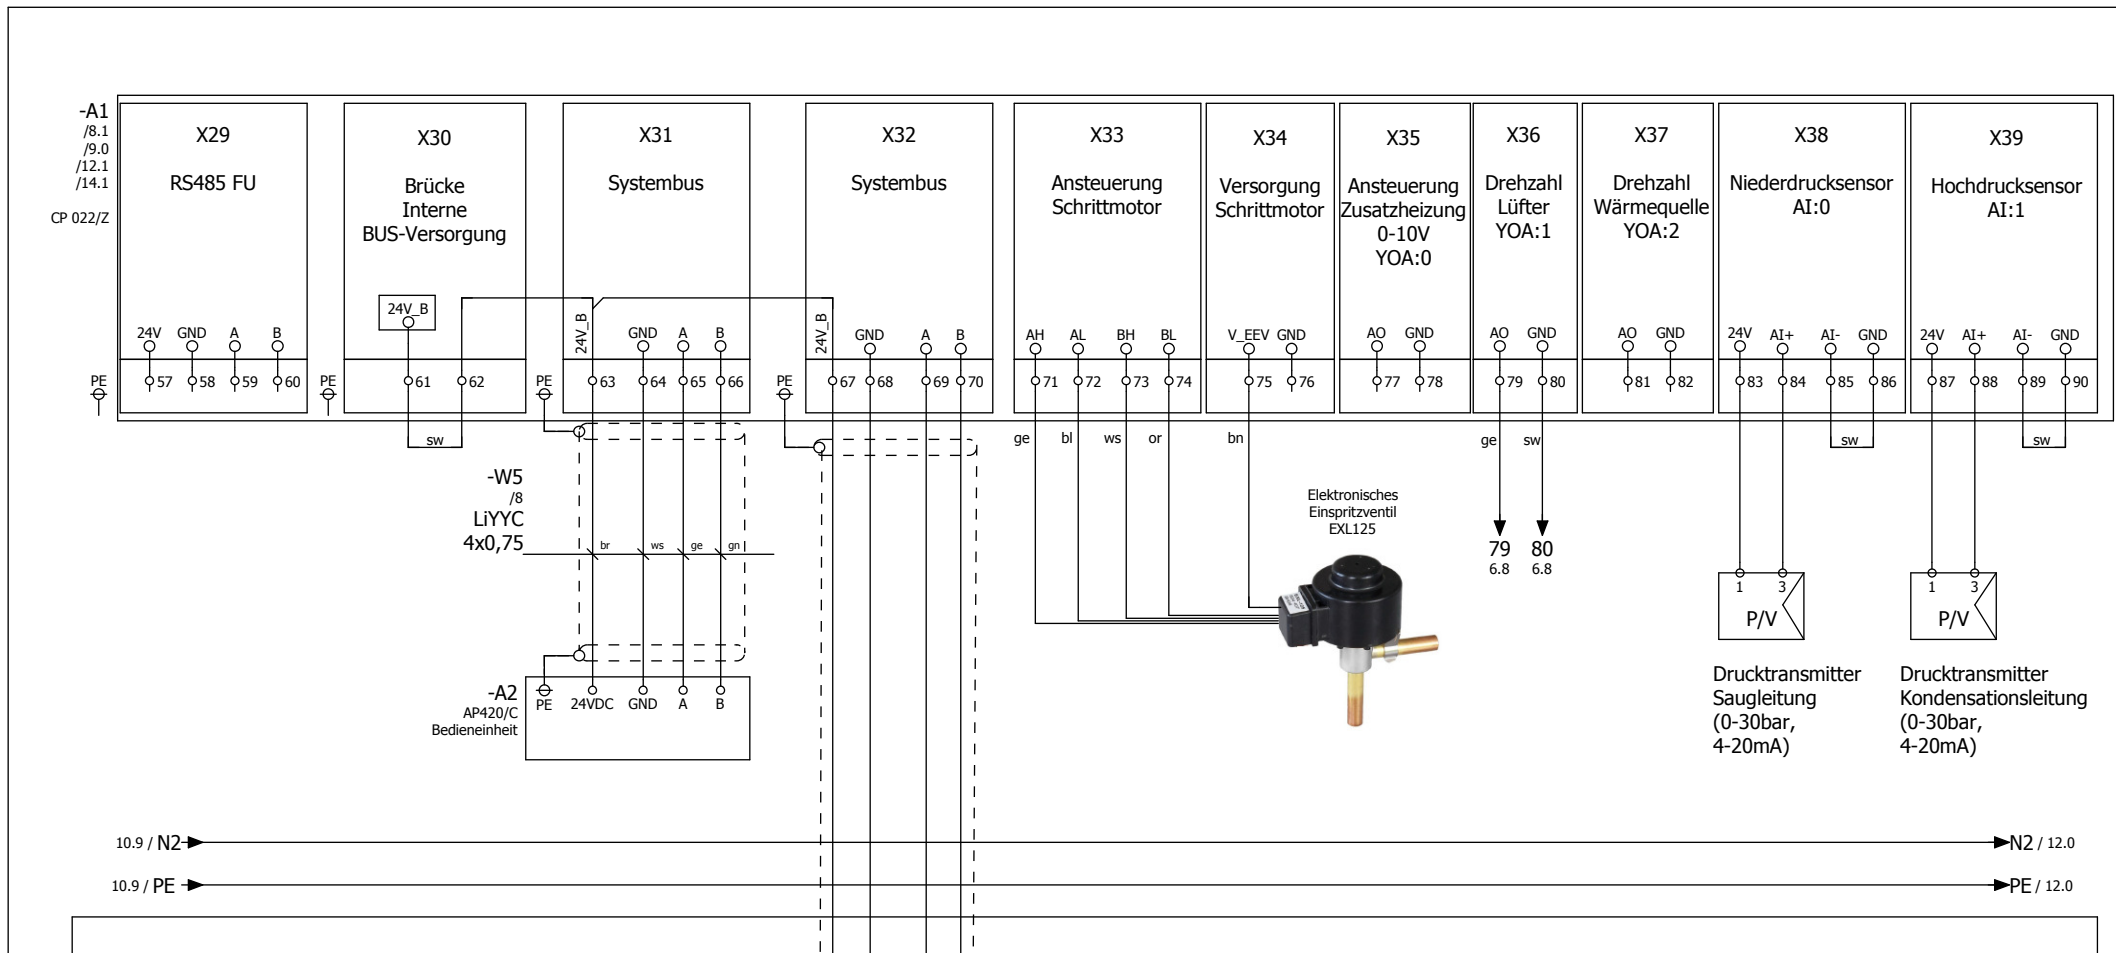 -A1
/8.1
/9.0
/12.1
/14.1
CP 022/Z
X29
RS485 FU
24V GND A B
57 58 59 60
PE
X30
Brücke
Interne
BUS-Versorgung
24V_B
61 62
PE
sw
X31
Systembus
24V_B GND A B
63 64 65 66
PE
X32
Systembus
24V_B GND A B
67 68 69 70
PE
X33
Ansteuerung
Schrittmotor
AH AL BH BL
71 72 73 74
ge bl ws or
X34
Versorgung
Schrittmotor
V_EEV GND
75 76
bn
X35
Ansteuerung
Zusatzheizung
0-10V
YOA:0
AO GND
77 78
X36
Drehzahl
Lüfter
YOA:1
AO GND
79 80
ge sw
79 80
6.8 6.8
X37
Drehzahl
Wärmequelle
YOA:2
AO GND
81 82
X38
Niederdrucksensor
AI:0
24V AI+ AI- GND
83 84 85 86
sw
X39
Hochdrucksensor
AI:1
24V AI+ AI- GND
87 88 89 90
sw
-W5
/8
LiYYC
4x0,75
br ws ge gn
-A2
AP420/C
Bedieneinheit
PE 24VDC GND A B
Elektronisches
Einspritzventil
EXL125
1 3
P/V
Drucktransmitter
Saugleitung
(0-30bar,
4-20mA)
1 3
P/V
Drucktransmitter
Kondensationsleitung
(0-30bar,
4-20mA)
10.9 / N2
N2 / 12.0
10.9 / PE
PE / 12.0